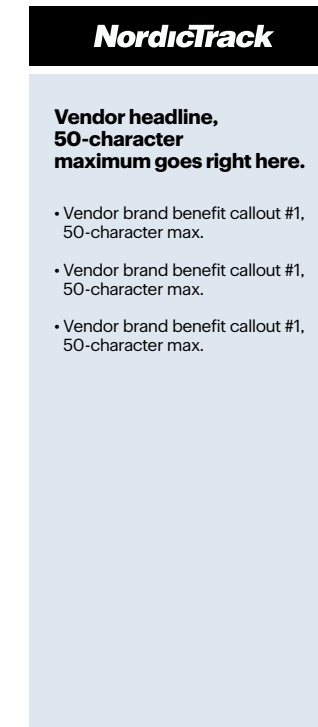 NordicTrack
Vendor headline,
50-character
maximum goes right here.
• Vendor brand benefit callout #1,
50-character max.
• Vendor brand benefit callout #1,
50-character max.
• Vendor brand benefit callout #1,
50-character max.